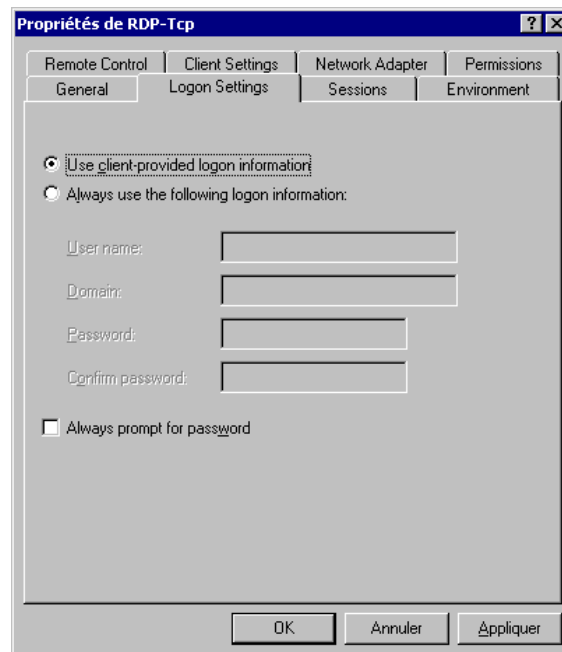 Propriétés de RDP-Tcp
Remote Control Client Settings Network Adapter Permissions
General Logon Settings Sessions Environment
Use client-provided logon information
Always use the following logon information:
User name:
Domain:
Password:
Confirm password:
Always prompt for password
OK Annuler Appliquer